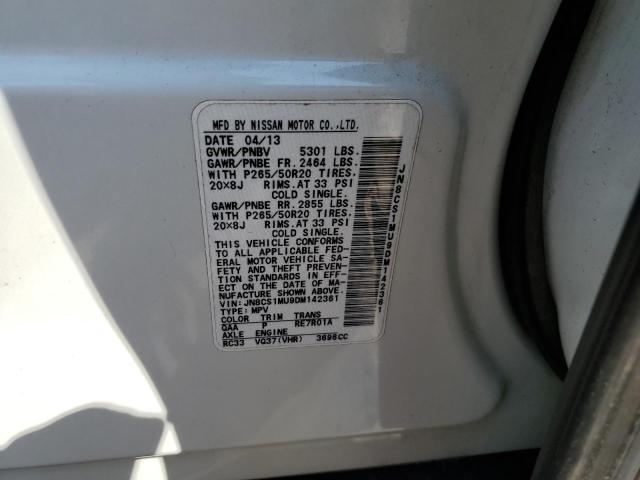 MFD BY NISSAN MOTOR CO.,LTD.
DATE 04/13
GVWR/PNBV 5301 LBS.
GAWR/PNBE FR. 2464 LBS.
WITH P265/50R20 TIRES.
20×8J RIMS.AT 33 PSI
COLD SINGLE.
GAWR/PNBE RR. 2855 LBS.
WITH P265/50R20 TIRES.
20×8J RIMS.AT 33 PSI
COLD SINGLE.
THIS VEHICLE CONFORMS
TO ALL APPLICABLE FED-
ERAL MOTOR VEHICLE SA-
FETY AND THEFT PREVEN-
TION STANDARDS IN EFF-
ECT ON THE DATE OF MA-
NUFACTURE SHOWN ABOVE.
VIN:JN8CS1MU9DM142361
TYPE:MPV
COLOR TRIM TRANS
QAA P RE7R01A
AXLE ENGINE
RC33 VQ37(VHR) 3696CC
JN8CS1MU9DM142361